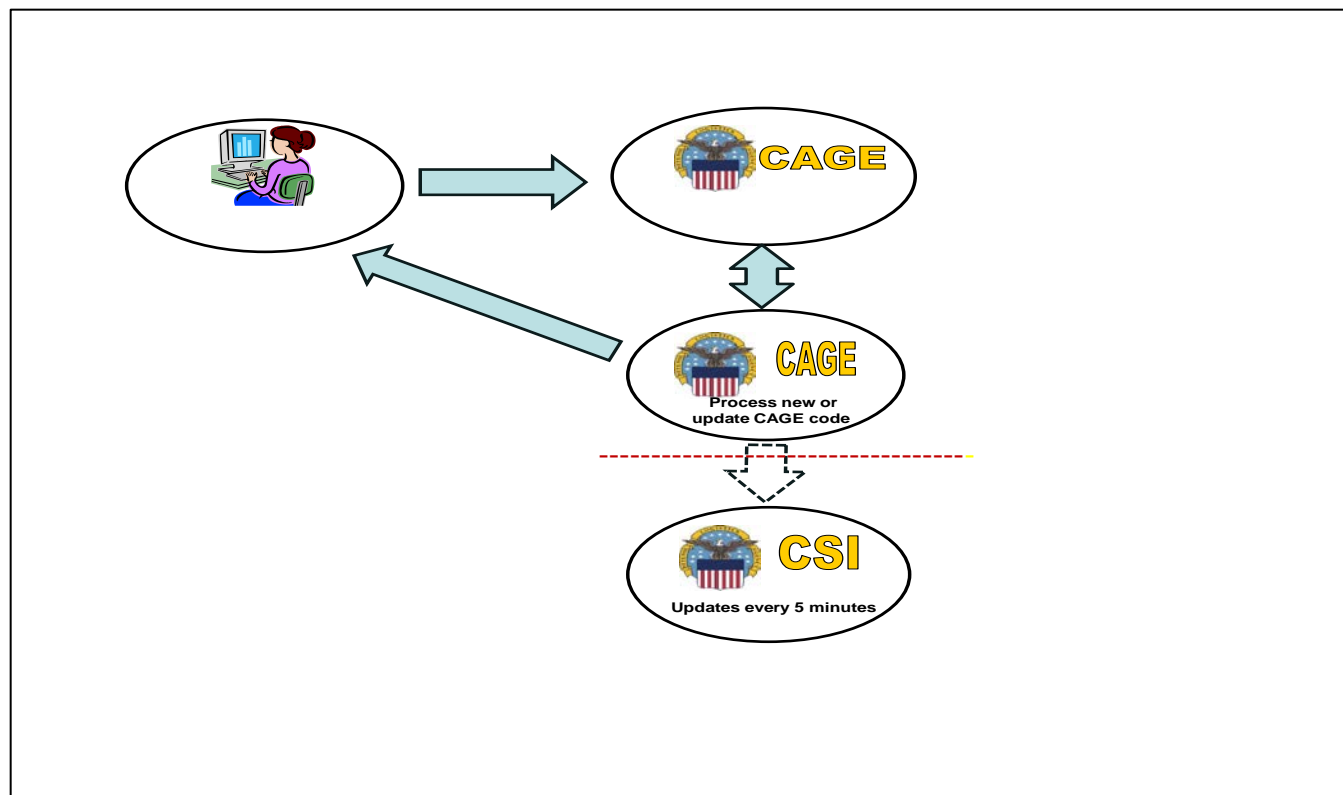 CAGE
CAGE
Process new or
update CAGE code
CSI
Updates every 5 minutes